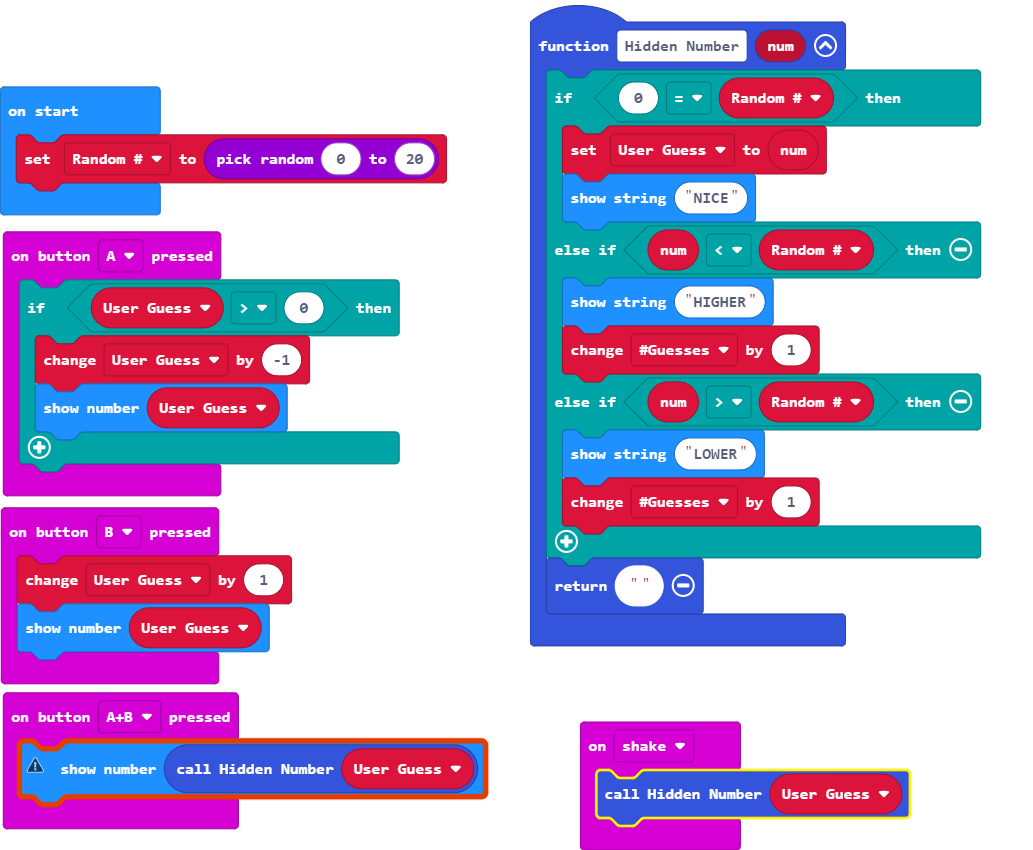 on start
set Random # to pick random 0 to 20
on button A pressed
if User Guess > 0 then
change User Guess by -1
show number User Guess
on button B pressed
change User Guess by 1
show number User Guess
on button A+B pressed
show number call Hidden Number User Guess
function Hidden Number num
if 0 = Random # then
set User Guess to num
show string "NICE"
else if num < Random # then
show string "HIGHER"
change #Guesses by 1
else if num > Random # then
show string "LOWER"
change #Guesses by 1
return " "
on shake
call Hidden Number User Guess